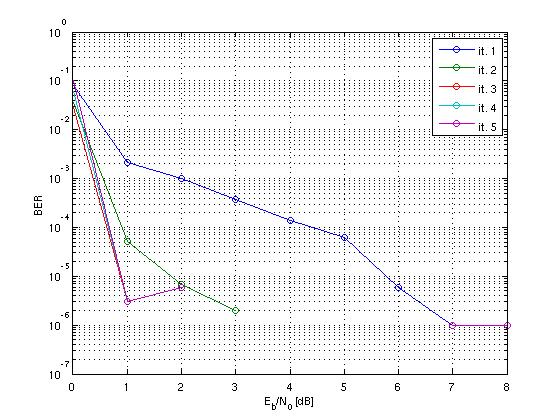 10^0
10^-1
10^-2
10^-3
10^-4
10^-5
10^-6
10^-7
BER
it. 1
it. 2
it. 3
it. 4
it. 5
0 1 2 3 4 5 6 7 8
E_b/N_0 [dB]